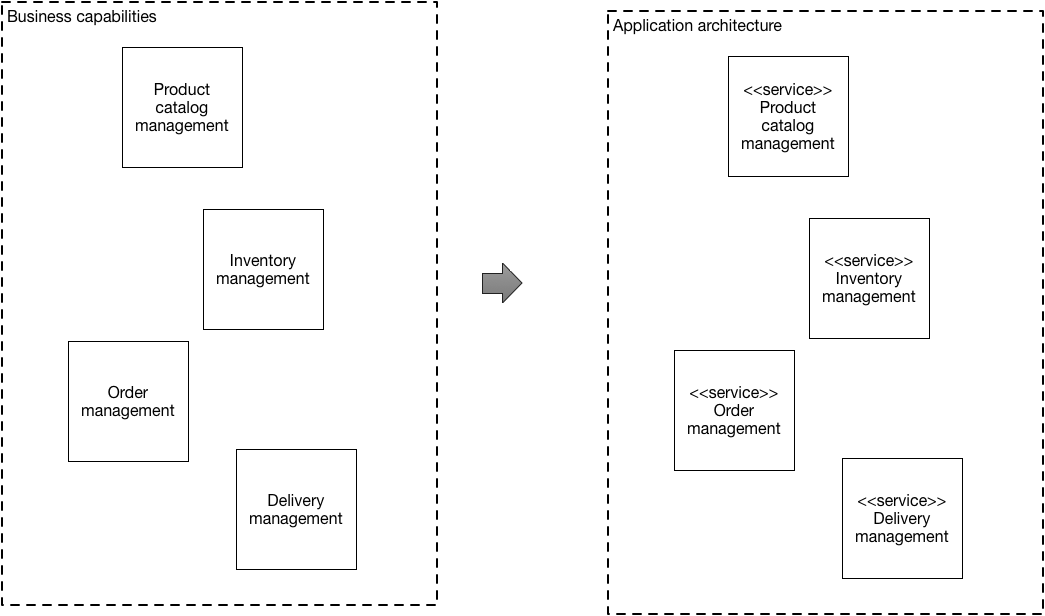 Business capabilities
Product
catalog
management
Inventory
management
Order
management
Delivery
management
Application architecture
<<service>>
Product
catalog
management
<<service>>
Inventory
management
<<service>>
Order
management
<<service>>
Delivery
management